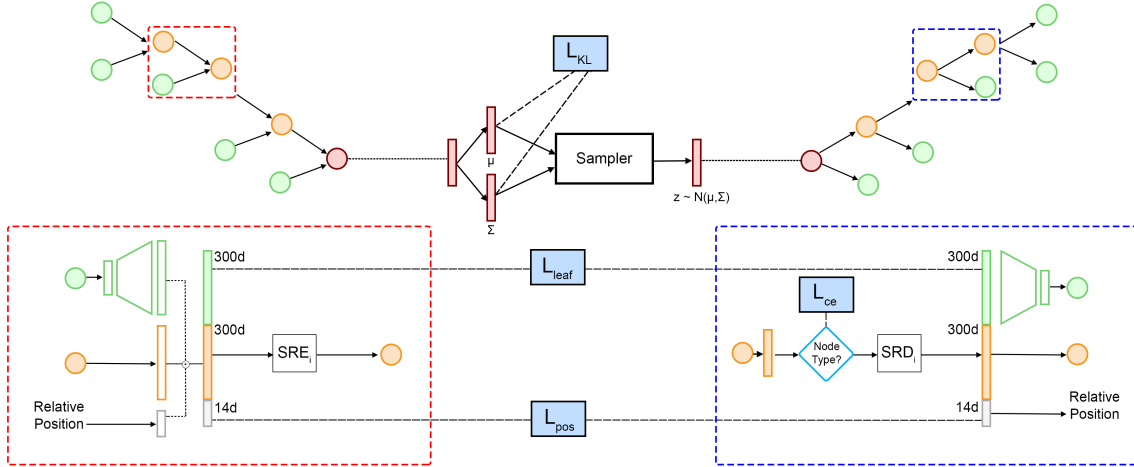 L_KL
μ
Sampler
Σ
z ~ N(μ,Σ)
300d
L_leaf
300d
L_ce
300d
300d
SRE_i
Node
Type?
SRD_i
Relative
Position
14d
L_pos
14d
Relative
Position